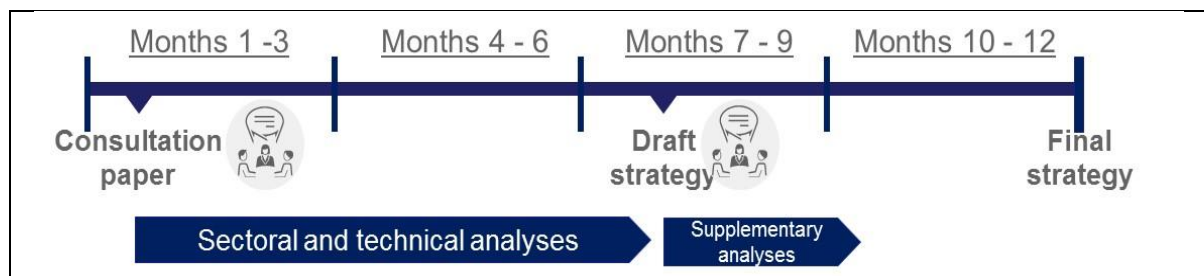 Months 1 -3
Months 4 - 6
Months 7 - 9
Months 10 - 12
Consultation
paper
Draft
strategy
Final
strategy
Sectoral and technical analyses
Supplementary
analyses